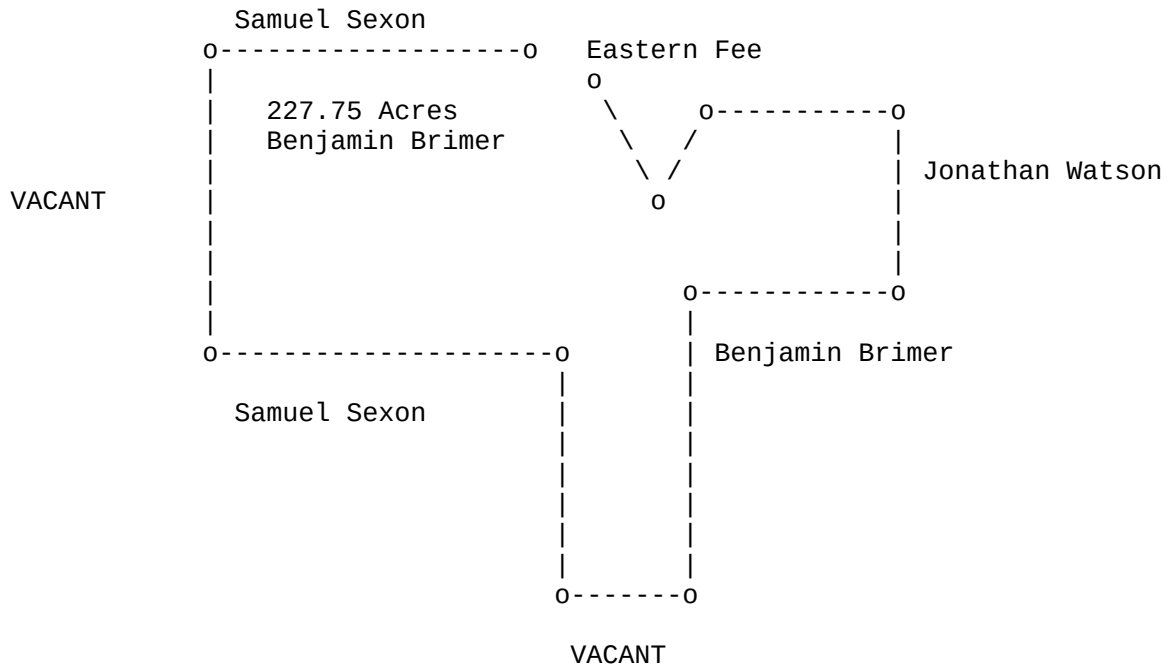 Samuel Sexon
Eastern Fee
227.75 Acres
Benjamin Brimer
Jonathan Watson
VACANT
Benjamin Brimer
Samuel Sexon
VACANT